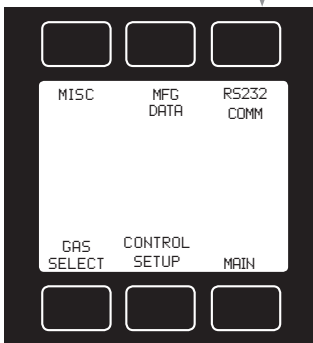 MISC MFG DATA RS232 COMM
GAS SELECT CONTROL SETUP MAIN